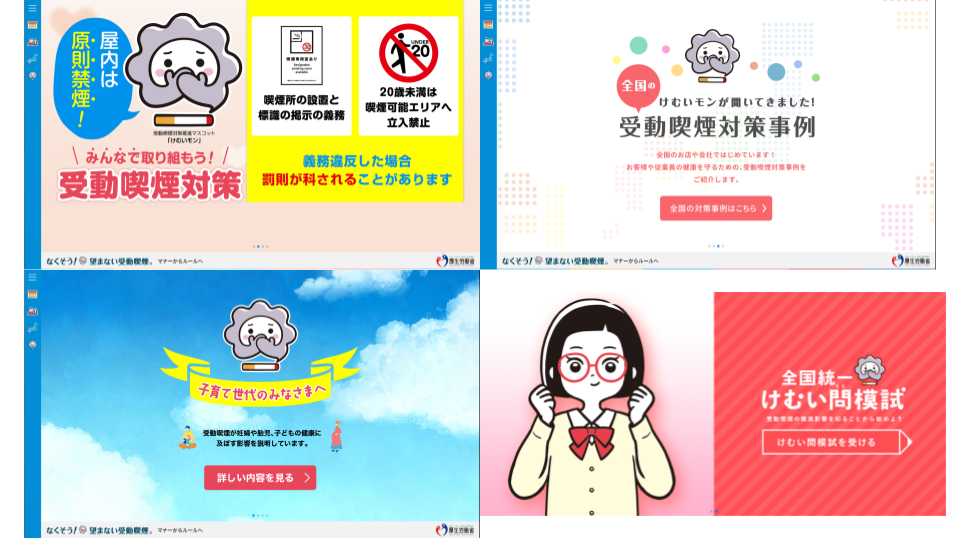 屋内は
原則禁煙!
受動喫煙対策推進マスコット
「けむいモン」
みんなで取り組もう!
受動喫煙対策
喫煙専用室あり
Designated
smoking room
available
喫煙所の設置と
標識の掲示の義務
UNDER
20
20歳未満は
喫煙可能エリアへ
立入禁止
義務違反した場合
罰則が科されることがあります
なくそう!望まない受動喫煙。マナーからルールへ
厚生労働省
全国の
けむいモンが聞いてきました!
受動喫煙対策事例
全国のお店や会社ではじめています!
お客様や従業員の健康を守るための、受動喫煙対策事例を
ご紹介します。
全国の対策事例はこちら
なくそう!望まない受動喫煙。マナーからルールへ
厚生労働省
子育て世代のみなさまへ
受動喫煙が妊婦や胎児、子どもの健康に
及ぼす影響を説明しています。
詳しい内容を見る
なくそう!望まない受動喫煙。マナーからルールへ
厚生労働省
全国統一
けむい問模試
受動喫煙の健康影響を知ることから始めよう
けむい問模試を受ける